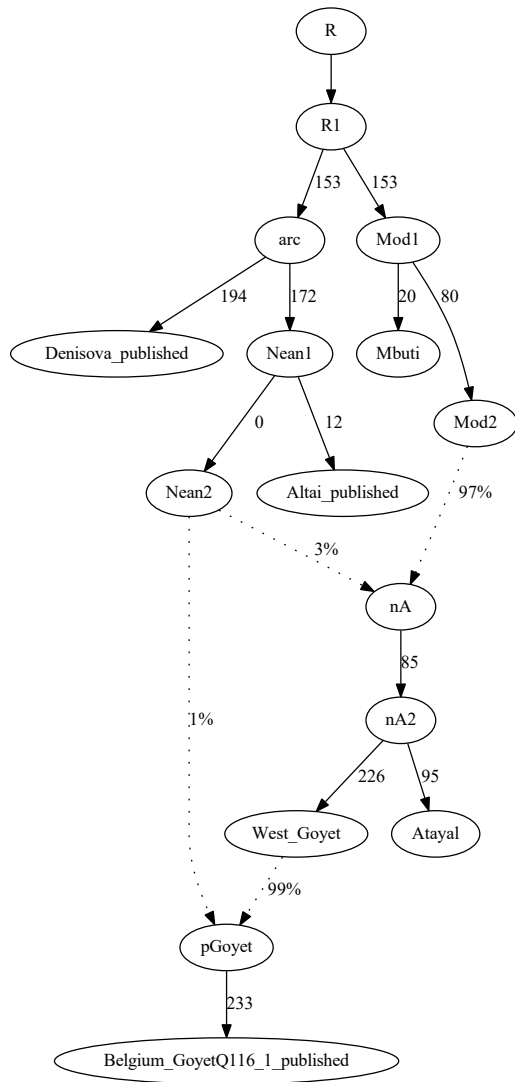 R
R1
153
153
arc
Mod1
194
172
20
80
Denisova_published
Nean1
Mbuti
Mod2
0
12
Nean2
Altai_published
97%
3%
nA
85
1%
nA2
226
95
West_Goyet
Atayal
99%
pGoyet
233
Belgium_GoyetQ116_1_published